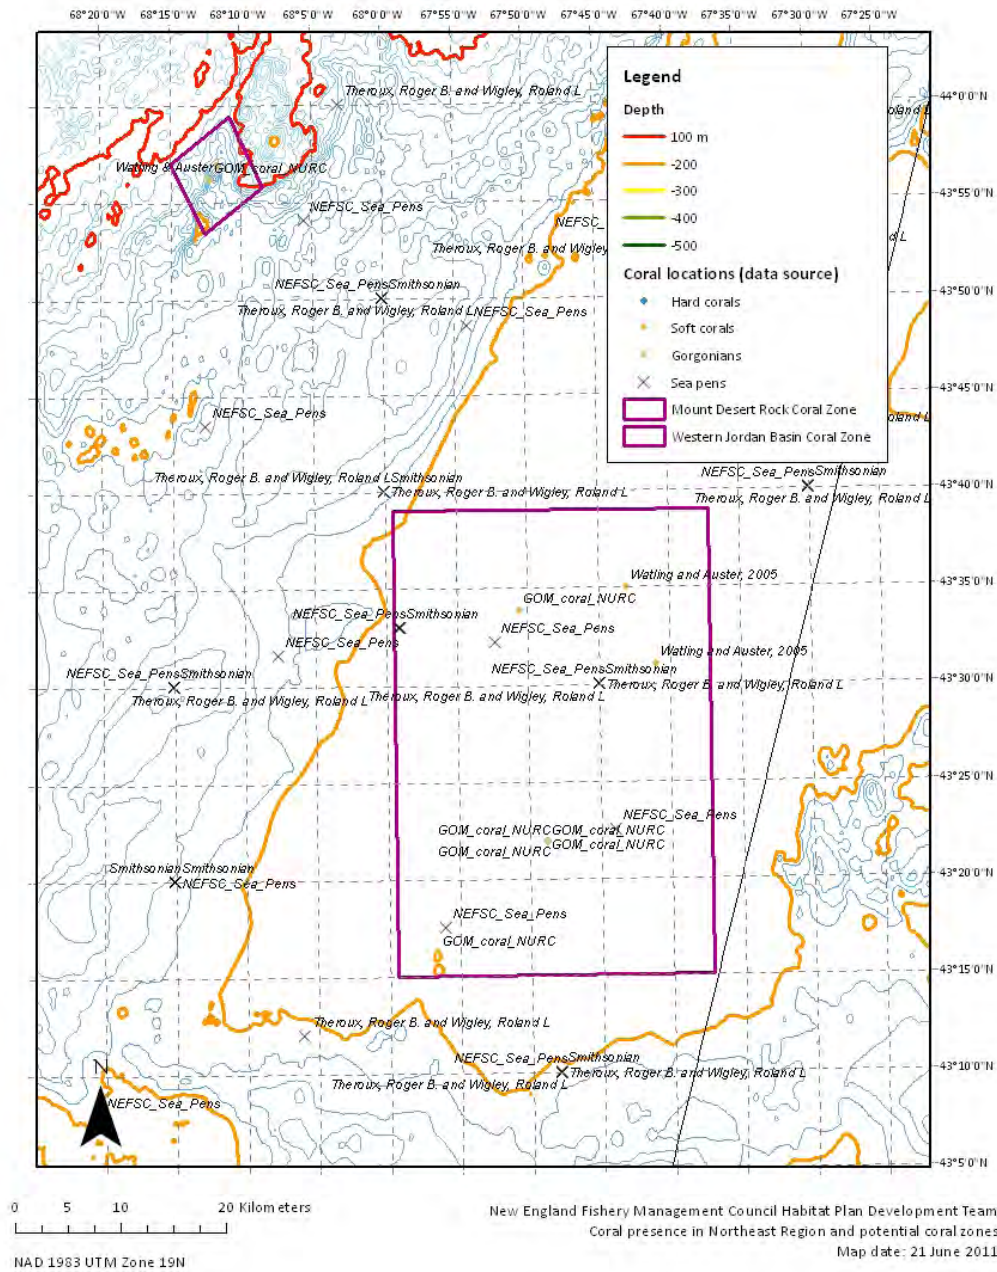 68°20'0"W 68°10'0"W 68°5'0"W 68°0'0"W 67°55'0"W 67°50'0"W 67°45'0"W 67°40'0"W 67°35'0"W 67°30'0"W 67°25'0"W
Legend
Depth
100 m
-200
-300
-400
-500
Coral locations (data source)
Hard corals
Soft corals
Gorgonians
Sea pens
Mount Desert Rock Coral Zone
Western Jordan Basin Coral Zone
44°0'0"N
43°55'0"N
43°50'0"N
43°45'0"N
43°40'0"N
43°35'0"N
43°30'0"N
43°25'0"N
43°20'0"N
43°15'0"N
43°10'0"N
43°5'0"N
Theroux, Roger B. and Wigley, Roland L
oland L
Watling & Auster GOM_coral_NURC
NEFSC_Sea_Pens
NEFSC_
d L
Theroux, Roger B. and Wigley
NEFSC_Sea_PensSmithsonian
Theroux, Roger B. and Wigley, Roland L NEFSC_Sea_Pens
NEFSC_Sea_Pens
oland L
NEFSC_Sea_PensSmithsonian
Theroux, Roger B. and Wigley, Roland L Smithsonian
Theroux, Roger B. and Wigley, Roland L
Theroux, Roger B. and Wigley, Roland L
Watling and Auster, 2005
GOM_coral_NURC
NEFSC_Sea_PensSmithsonian
NEFSC_Sea_Pens
NEFSC_Sea_Pens
Watling and Auster, 2005
NEFSC_Sea_PensSmithsonian
NEFSC_Sea_PensSmithsonian
Theroux, Roger B. and Wigley, Roland L
Theroux, Roger B. and Wigley, Roland L
Theroux, Roger B. and Wigley, Roland L
NEFSC_Sea_Pens
GOM_coral_NURCGOM_coral_NURC
GOM_coral_NURC GOM_coral_NURC
SmithsonianSmithsonian
NEFSC_Sea_Pens
NEFSC_Sea_Pens
GOM_coral_NURC
Theroux, Roger B. and Wigley, Roland L
NEFSC_Sea_PensSmithsonian
Theroux, Roger B. and Wigley, Roland L
Theroux, Roger B. and Wigley, Roland L
N
NEFSC_Sea_Pens
0 5 10 20 Kilometers
NAD 1983 UTM Zone 19N
New England Fishery Management Council Habitat Plan Development Team
Coral presence in Northeast Region and potential coral zones
Map date: 21 June 2011